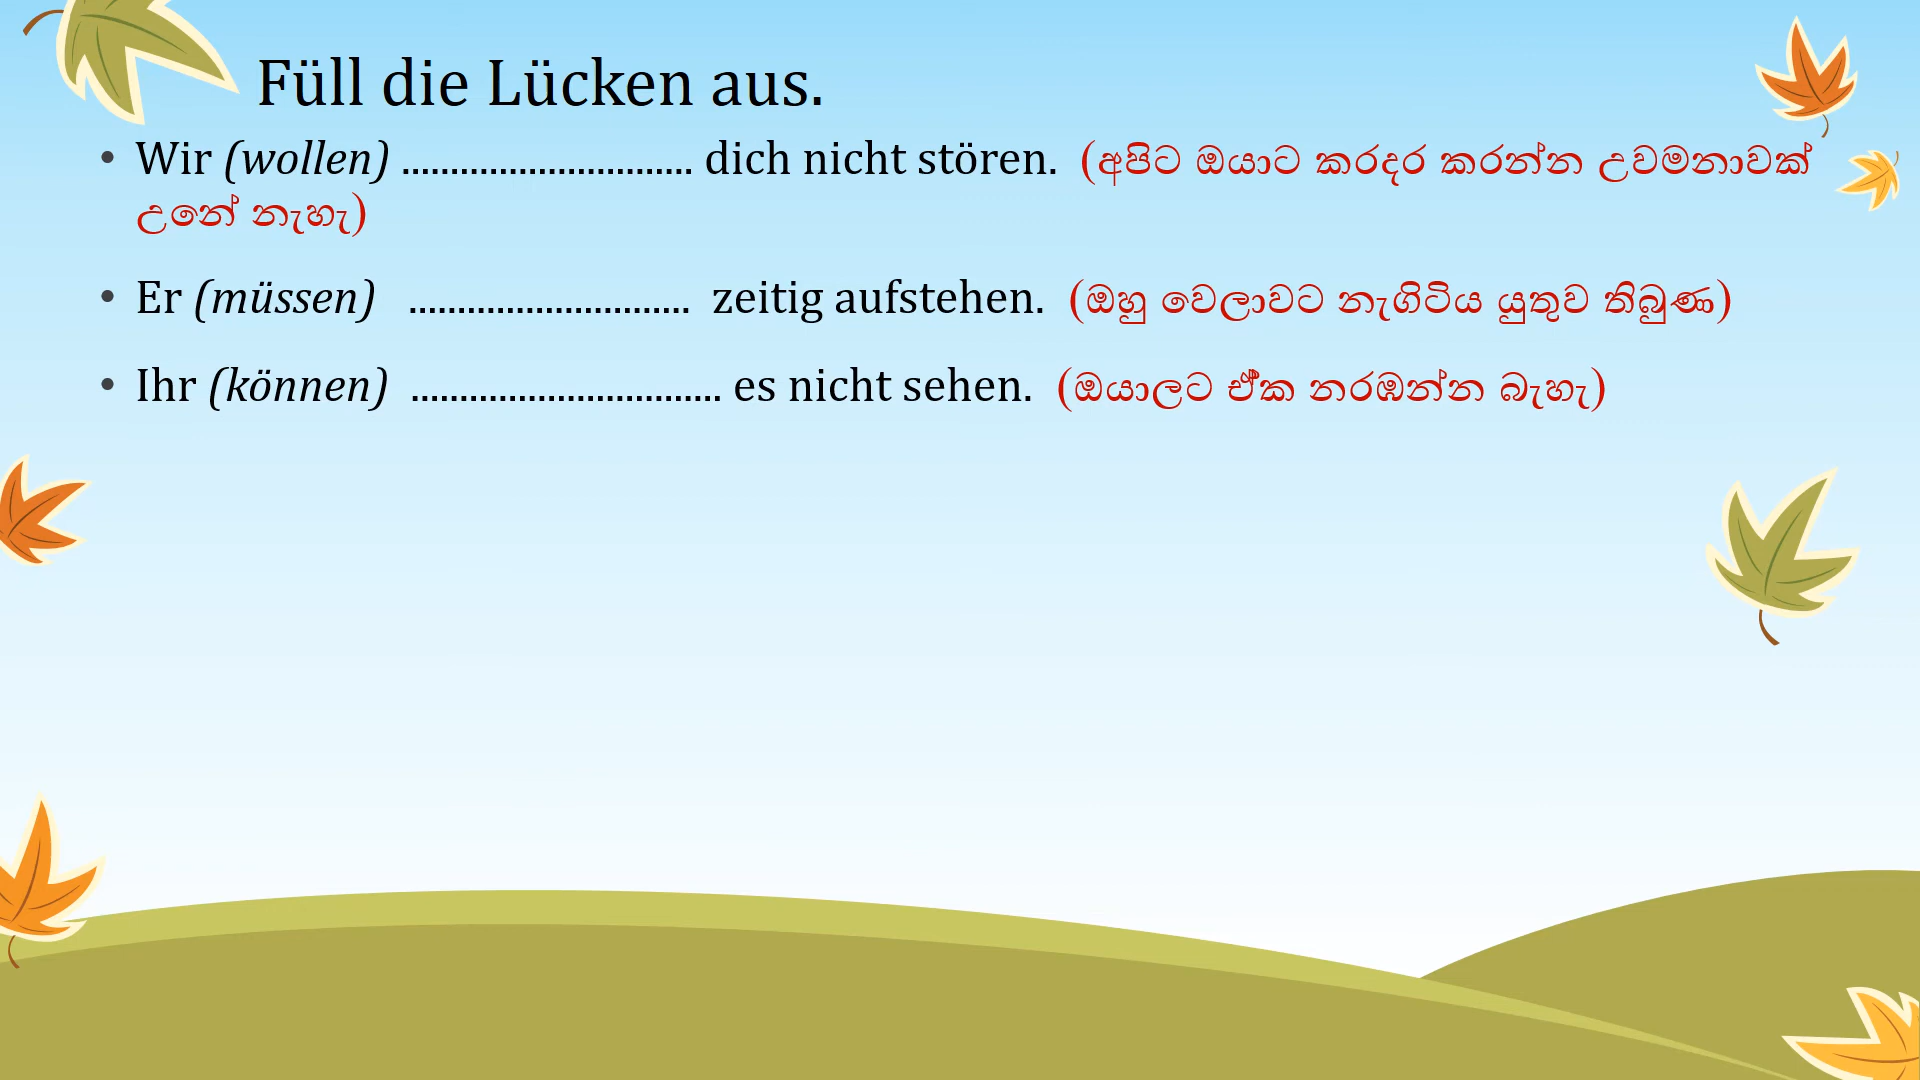 Füll die Lücken aus.
• Wir (wollen) .............................. dich nicht stören. (අපිට ඔයාට කරදර කරන්න උවමනාවක්
උනේ නැහැ)
• Er (müssen) ............................. zeitig aufstehen. (ඔහු වෙලාවට නැගිටිය යුතුව තිබුණ)
• Ihr (können) ................................ es nicht sehen. (ඔයාලට ඒක නරඹන්න බැහැ)